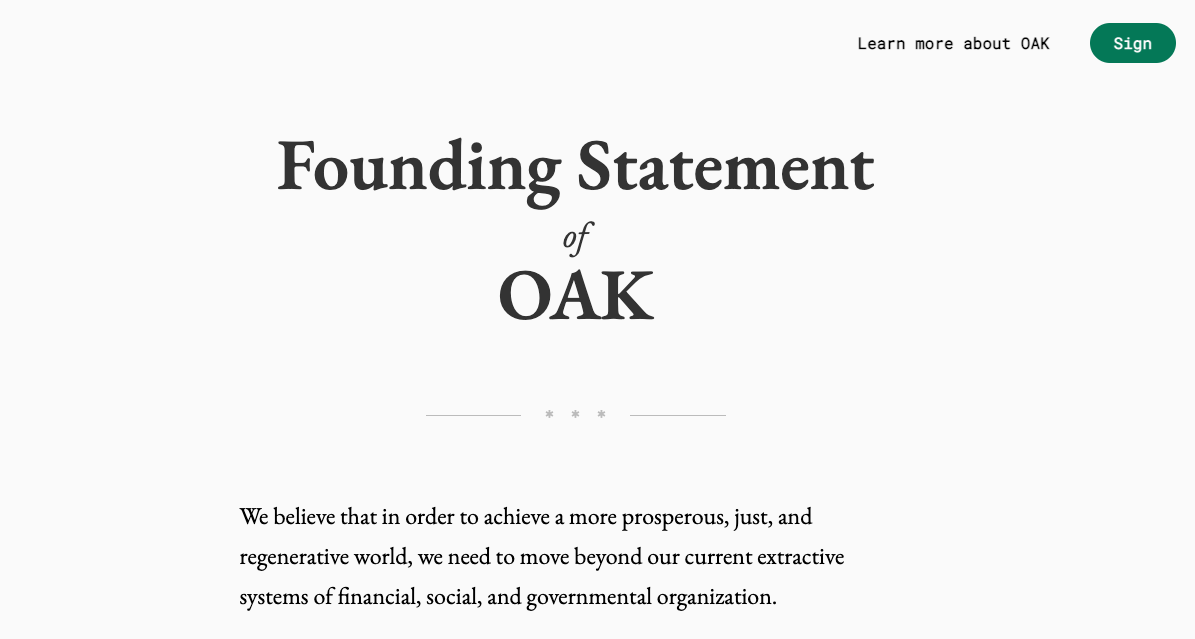 Learn more about OAK Sign
Founding Statement
of
OAK
* * *
We believe that in order to achieve a more prosperous, just, and
regenerative world, we need to move beyond our current extractive
systems of financial, social, and governmental organization.